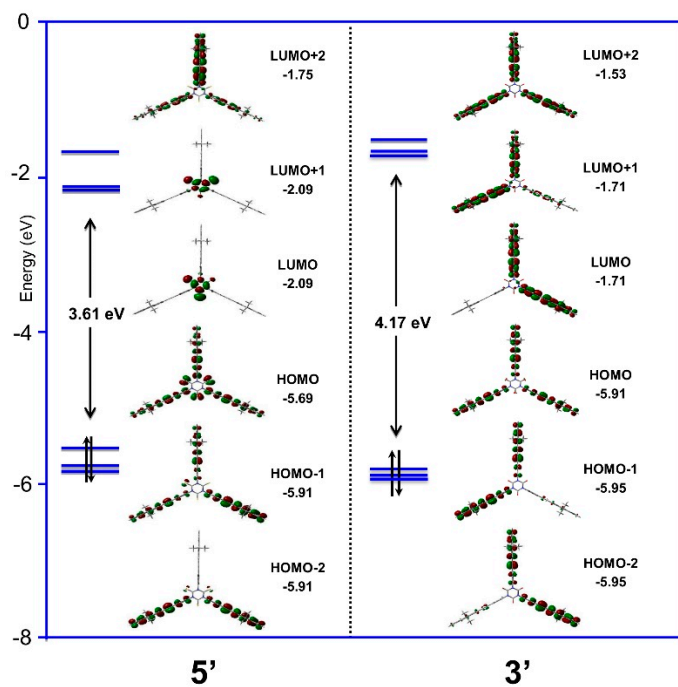 0
-2
-4
-6
-8
Energy (eV)
LUMO+2
-1.75
LUMO+1
-2.09
LUMO
-2.09
3.61 eV
HOMO
-5.69
HOMO-1
-5.91
HOMO-2
-5.91
5’
LUMO+2
-1.53
LUMO+1
-1.71
LUMO
-1.71
4.17 eV
HOMO
-5.91
HOMO-1
-5.95
HOMO-2
-5.95
3’